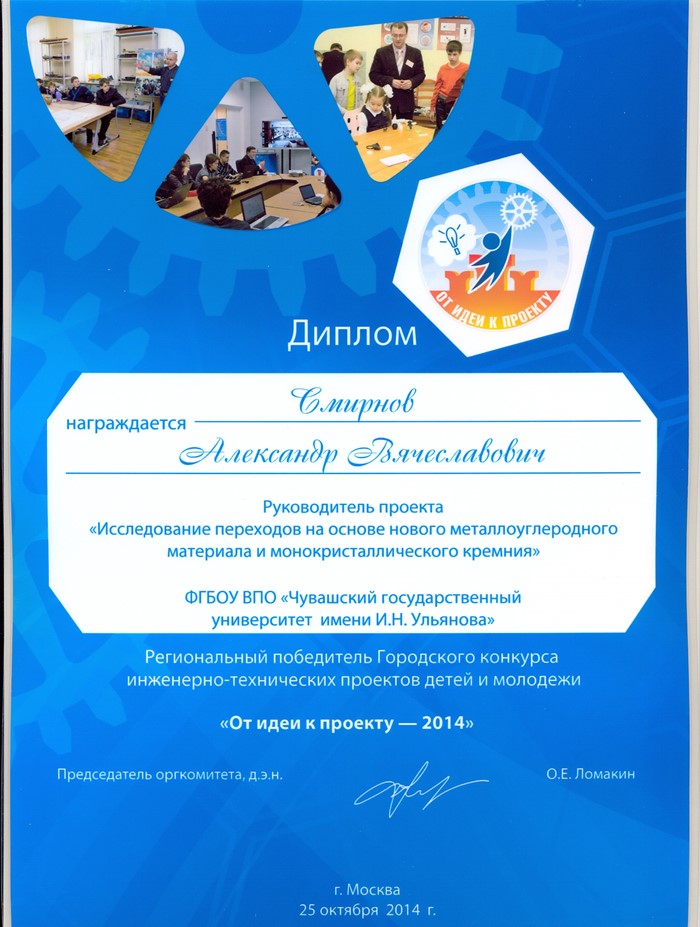 ОТ ИДЕИ К ПРОЕКТУ
Диплом
Смирнов
награждается
Александр Вячеславович
Руководитель проекта
«Исследование переходов на основе нового металлоуглеродного
материала и монокристаллического кремния»
ФГБОУ ВПО «Чувашский государственный
университет имени И.Н. Ульянова»
Региональный победитель Городского конкурса
инженерно-технических проектов детей и молодежи
«От идеи к проекту — 2014»
Председатель оргкомитета, д.э.н.
О.Е. Ломакин
г. Москва
25 октября 2014 г.